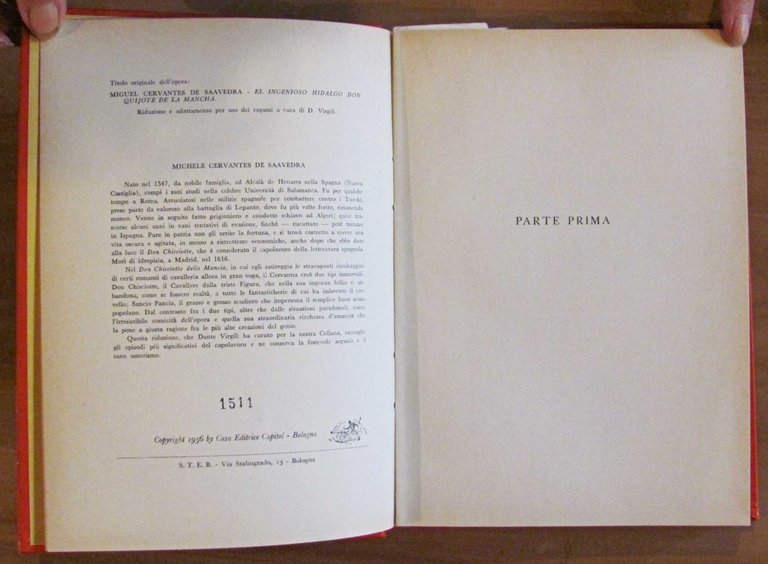 Titolo originale dell'opera:
MIGUEL CERVANTES DE SAAVEDRA - EL INGENIOSO HIDALGO DON
QUIJOTE DE LA MANCHA.
Riduzione e adattamento per uso dei ragazzi a cura di D. Virgili.
MICHELE CERVANTES DE SAAVEDRA
Nato nel 1547, da nobile famiglia, ad Alcalà de Henares nella Spagna (Nuova
Castiglia), compì i suoi studi nella celebre Università di Salamanca. Fu per qualche
tempo a Roma. Arruolatosi nelle milizie spagnole per combattere contro i Turchi,
prese parte da valoroso alla battaglia di Lepanto, dove fu più volte ferito, rimanendo
monco. Venne in seguito fatto prigioniero e condotto schiavo ad Algeri; quivi tra-
scorse alcuni anni in vani tentativi di evasione, finché — riscattato — poté tornare
in Ispagna. Pure in patria non gli arrise la fortuna, e si trovò costretto a vivere una
vita oscura e agitata, in mezzo a ristrettezze economiche, anche dopo che ebbe dato
alla luce il Don Chisciotte, che è considerato il capolavoro della letteratura spagnola.
Morì di idropisia, a Madrid, nel 1616.
Nel Don Chisciotte della Mancia, in cui egli satireggia le stravaganti
di certi romanzi di cavalleria allora in gran voga, il Cervantes creò due tipi immortali:
Don Chisciotte, il Cavaliere dalla triste Figura, che nella sua ingenua follia si ab-
bandona, come se fossero realtà, a tutte le fantasticherie di cui ha imbevuto il cer-
vello; Sancio Pancia, il grasso e grosso scudiero che impersona il semplice buon senso
popolano. Dal contrasto fra i due tipi, oltre che dalle situazioni paradossali, nasce
l'irresistibile comicità dell'opera e quella sua straordinaria ricchezza d'umanità che
la pone a giusta ragione fra le più alte creazioni del genio.
Questa riduzione, che Dante Virgili ha curato per la nostra Collana, raccoglie
gli episodi più significativi del capolavoro e ne conserva la festevole arguzia e il
sano umorismo.
1511
Copyright 1956 by Casa Editrice Capitol - Bologna
S. T. E. B. - Via Stalingrado, 13 - Bologna
PARTE PRIMA